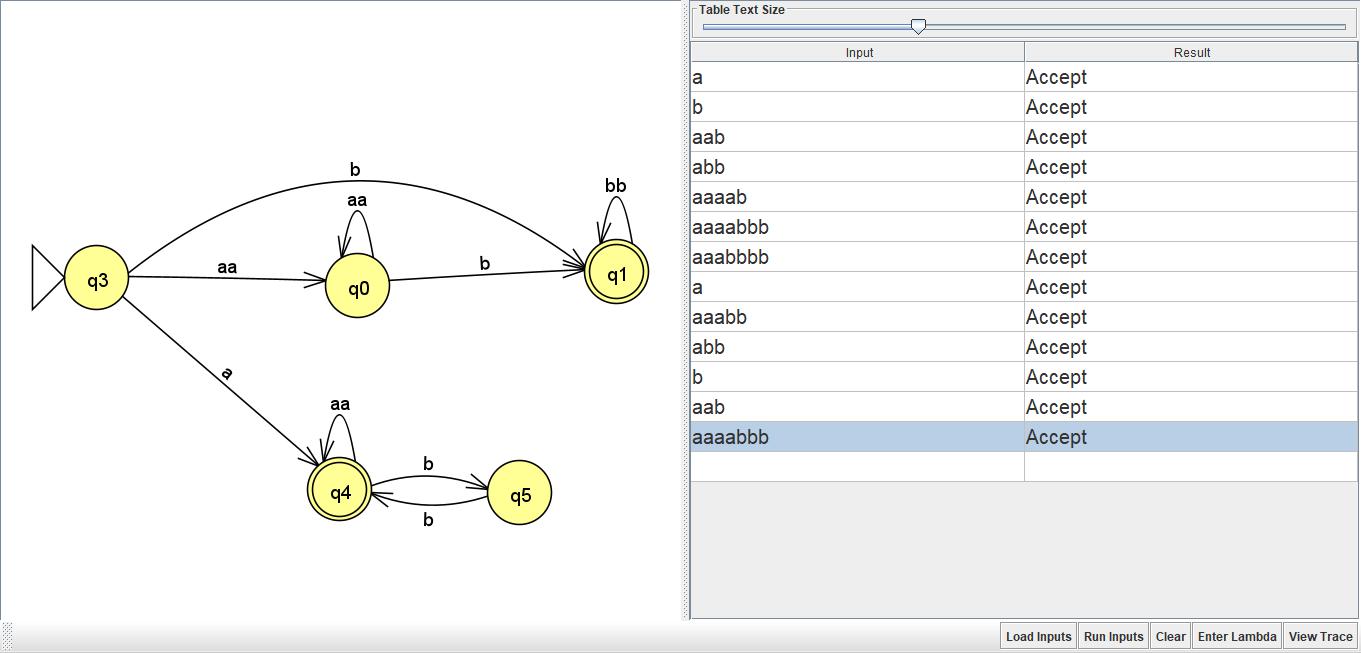 Table Text Size
Input Result
a Accept
b Accept
aab Accept
abb Accept
aaaab Accept
aaaabbb Accept
aaabbbb Accept
a Accept
aaabb Accept
abb Accept
b Accept
aab Accept
aaaabbb Accept
b
aa
bb
q3
aa
q0
b
q1
a
aa
q4
b
b
q5
Load Inputs Run Inputs Clear Enter Lambda View Trace